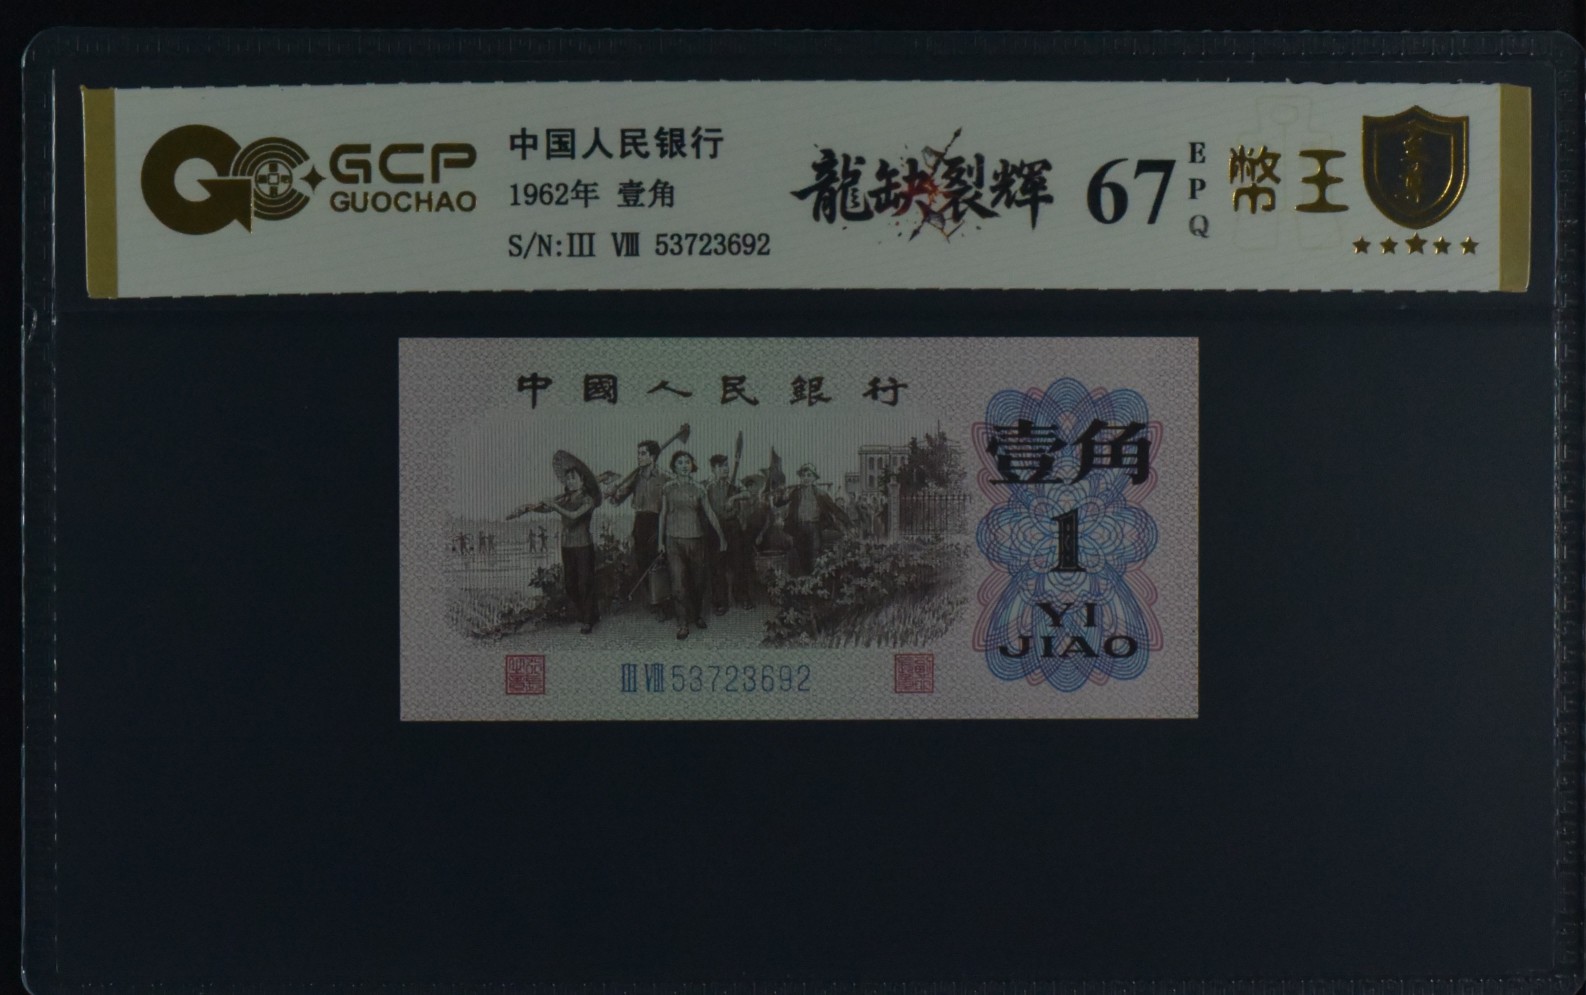 GCP
GUOCHAO
中国人民银行
1962年 壹角
S/N:III VIII 53723692
龍缺裂辉
67
EPQ
幣王
中國人民銀行
壹角
1
YI
JIAO
III VIII 53723692